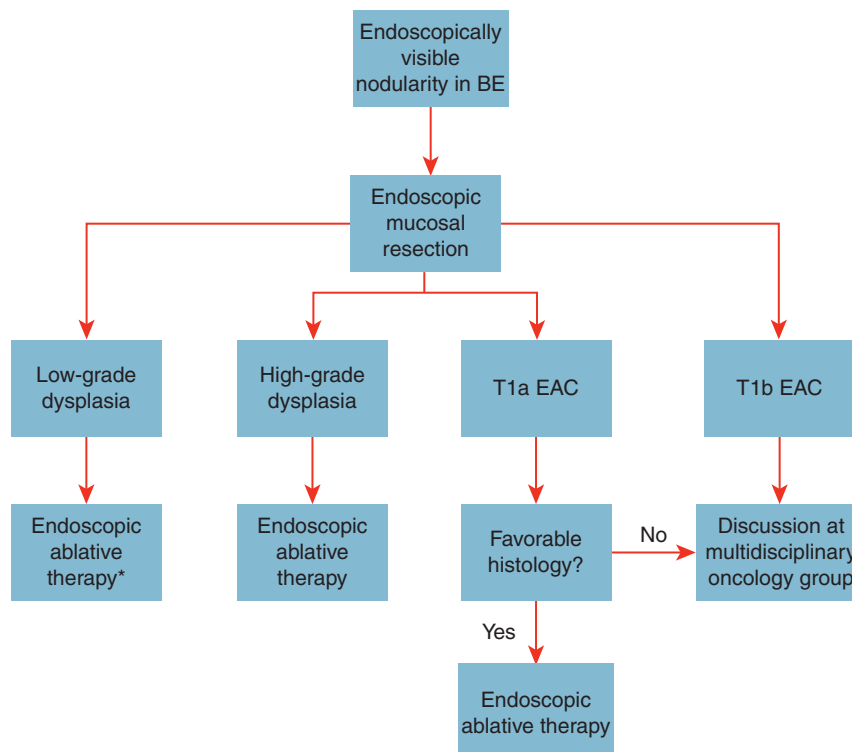 Endoscopically
visible
nodularity in BE
Endoscopic
mucosal
resection
Low-grade
dysplasia
High-grade
dysplasia
T1a EAC
T1b EAC
Endoscopic
ablative
therapy*
Endoscopic
ablative
therapy
Favorable
histology?
No
Discussion at
multidisciplinary
oncology group
Yes
Endoscopic
ablative therapy